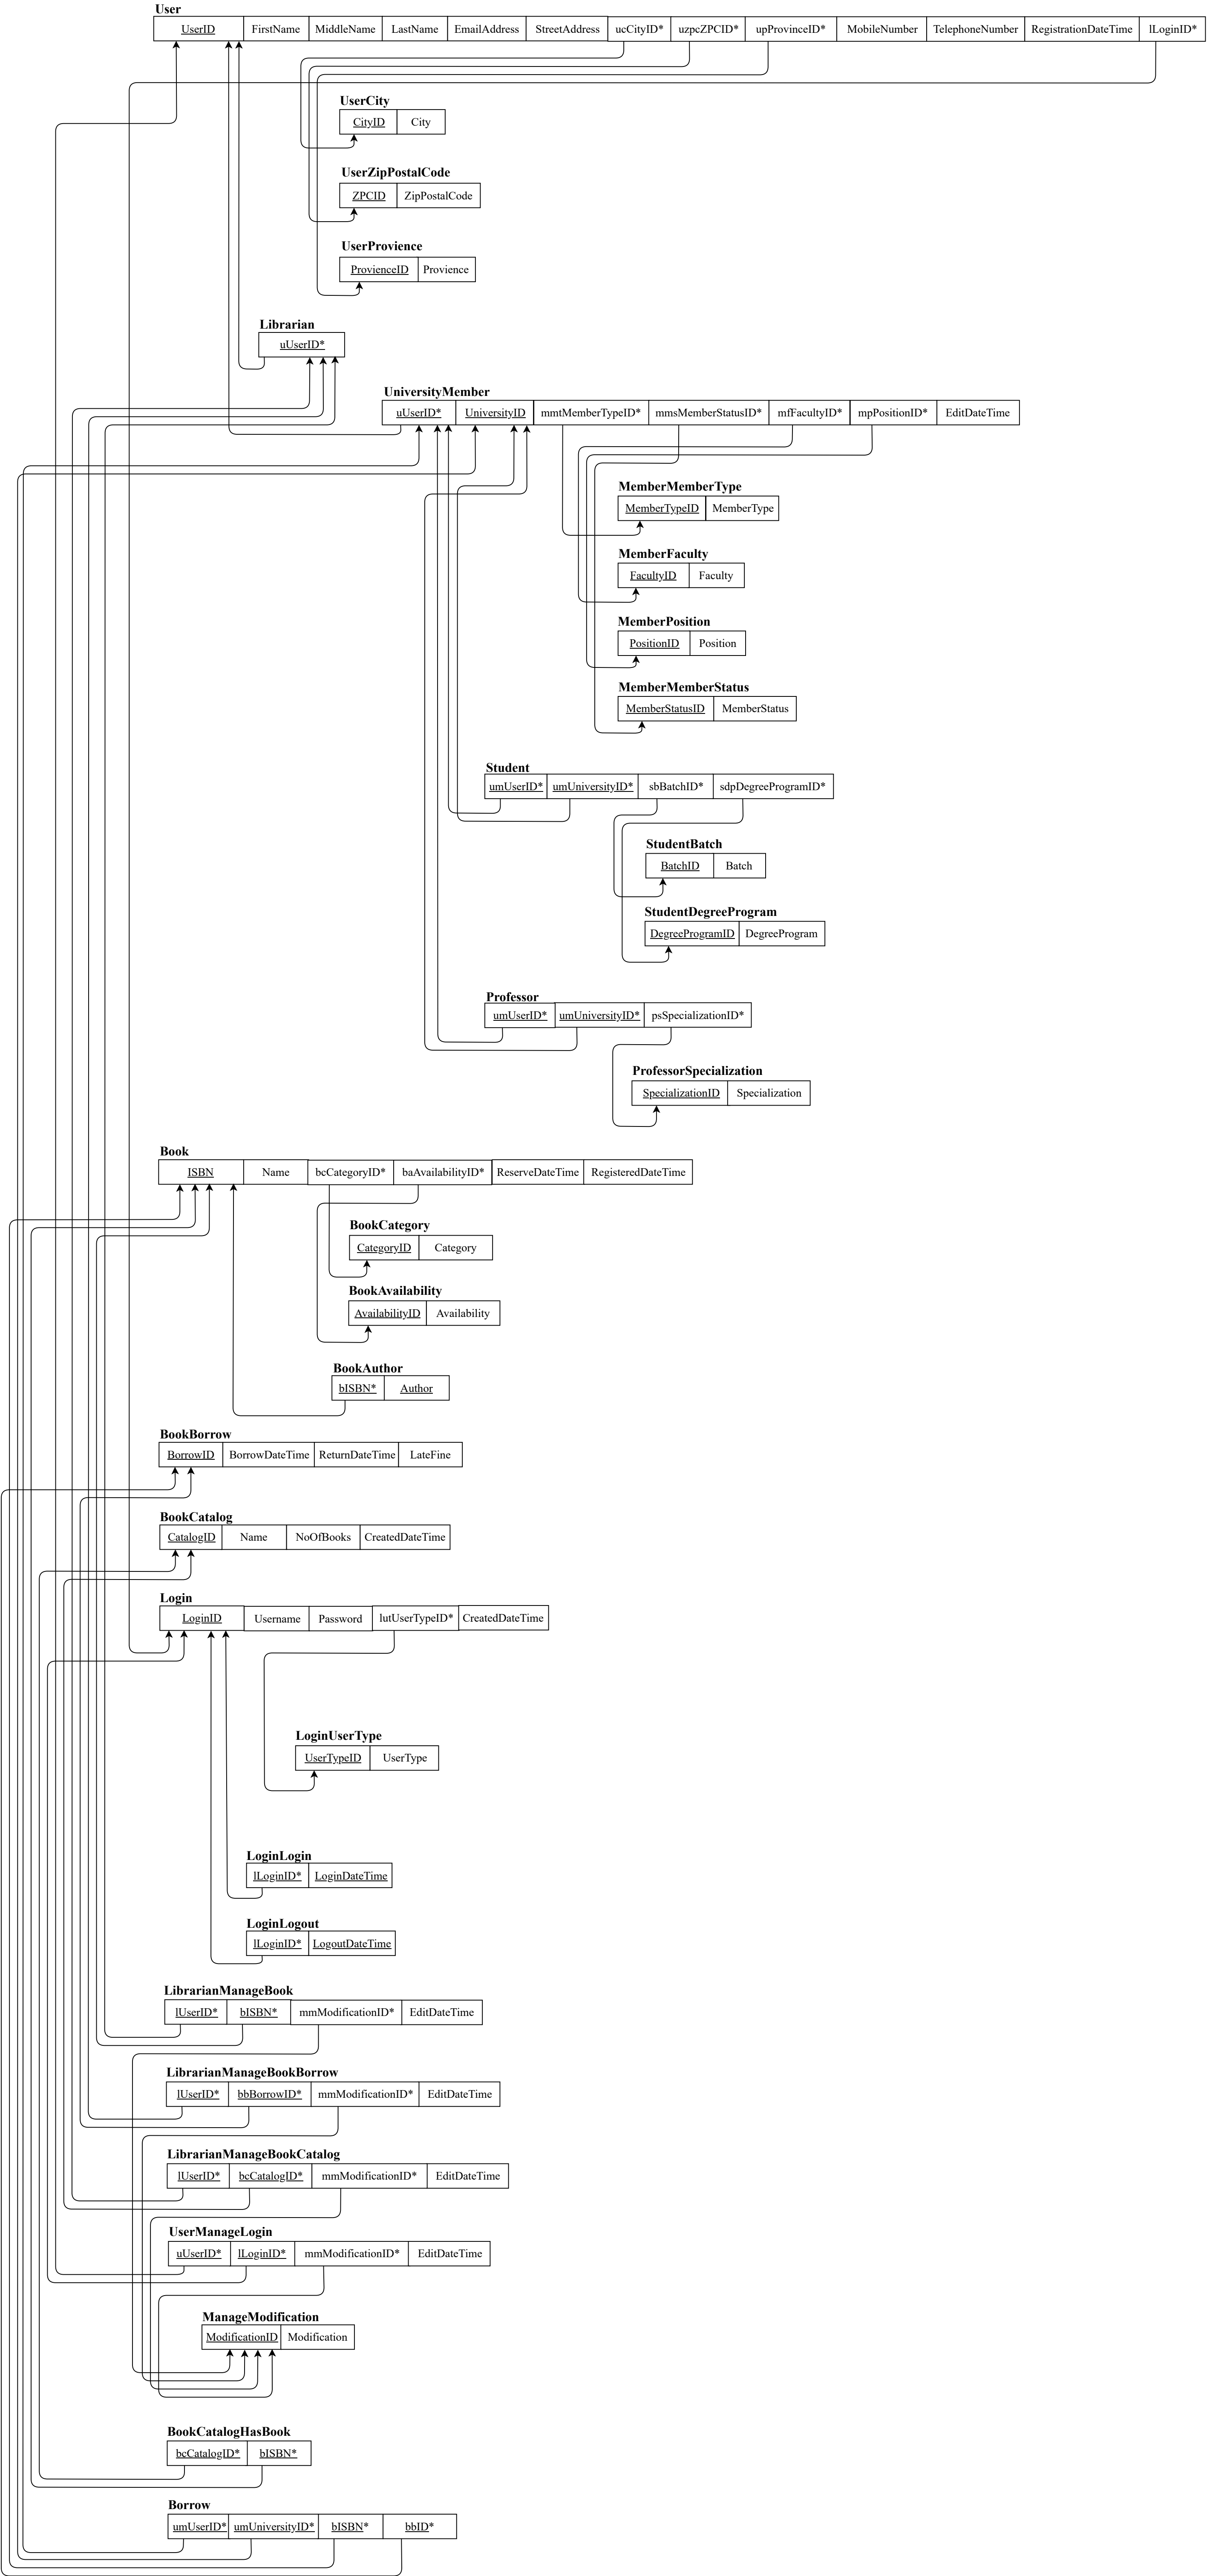 User
UserID FirstName MiddleName LastName EmailAddress StreetAddress ucCityID* uzpcZPCID* upProvinceID* MobileNumber TelephoneNumber RegistrationDateTime lLoginID*
UserCity
CityID City
UserZipPostalCode
ZPCID ZipPostalCode
UserProvience
ProvienceID Provience
Librarian
uUserID*
UniversityMember
uUserID* UniversityID mmtMemberTypeID* mmsMemberStatusID* mfFacultyID* mpPositionID* EditDateTime
MemberMemberType
MemberTypeID MemberType
MemberFaculty
FacultyID Faculty
MemberPosition
PositionID Position
MemberMemberStatus
MemberStatusID MemberStatus
Student
umUserID* umUniversityID* sbBatchID* sdpDegreeProgramID*
StudentBatch
BatchID Batch
StudentDegreeProgram
DegreeProgramID DegreeProgram
Professor
umUserID* umUniversityID* psSpecializationID*
ProfessorSpecialization
SpecializationID Specialization
Book
ISBN Name bcCategoryID* baAvailabilityID* ReserveDateTime RegisteredDateTime
BookCategory
CategoryID Category
BookAvailability
AvailabilityID Availability
BookAuthor
bISBN* Author
BookBorrow
BorrowID BorrowDateTime ReturnDateTime LateFine
BookCatalog
CatalogID Name NoOfBooks CreatedDateTime
Login
LoginID Username Password lutUserTypeID* CreatedDateTime
LoginUserType
UserTypeID UserType
LoginLogin
lLoginID* LoginDateTime
LoginLogout
lLoginID* LogoutDateTime
LibrarianManageBook
lUserID* bISBN* mmModificationID* EditDateTime
LibrarianManageBookBorrow
lUserID* bbBorrowID* mmModificationID* EditDateTime
LibrarianManageBookCatalog
lUserID* bcCatalogID* mmModificationID* EditDateTime
UserManageLogin
uUserID* lLoginID* mmModificationID* EditDateTime
ManageModification
ModificationID Modification
BookCatalogHasBook
bcCatalogID* bISBN*
Borrow
umUserID* umUniversityID* bISBN* bbID*